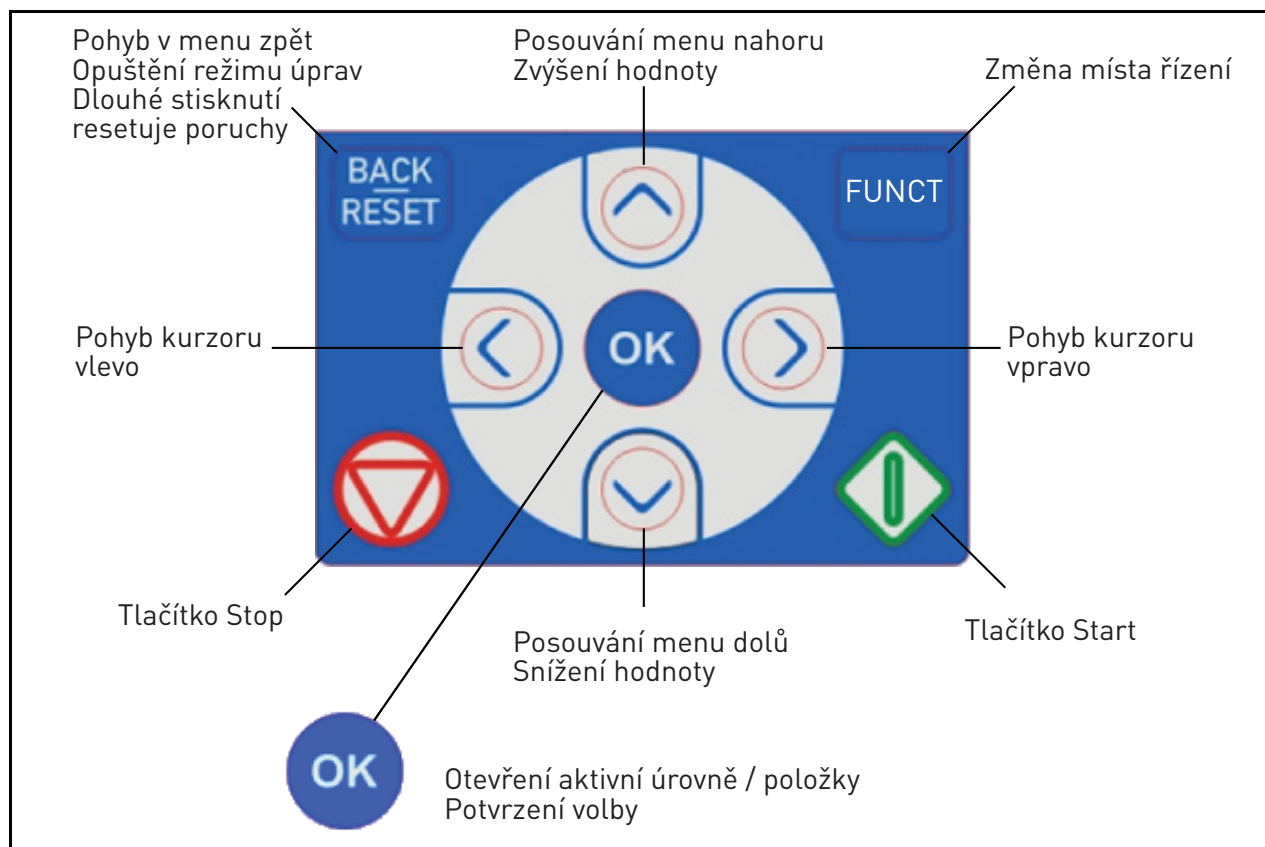 Pohyb v menu zpět
Opuštění režimu úprav
Dlouhé stisknutí
resetuje poruchy
Posouvání menu nahoru
Zvýšení hodnoty
Změna místa řízení
BACK
RESET
FUNCT
Pohyb kurzoru
vlevo
OK
Pohyb kurzoru
vpravo
Tlačítko Stop
Posouvání menu dolů
Snížení hodnoty
Tlačítko Start
OK
Otevření aktivní úrovně / položky
Potvrzení volby